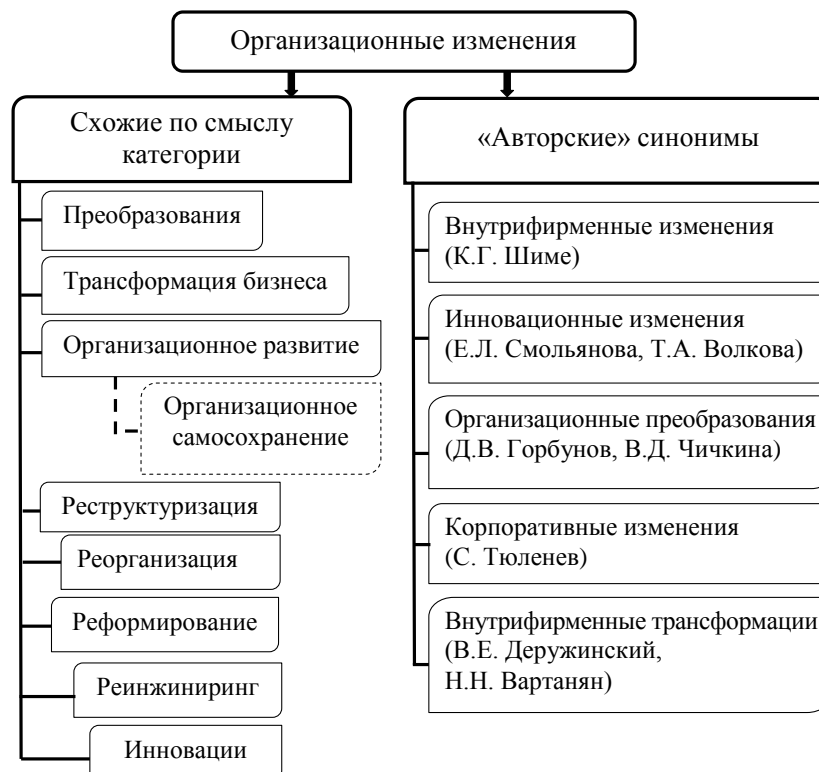 Организационные изменения
Схожие по смыслу
категории
Преобразования
Трансформация бизнеса
Организационное развитие
Организационное
самосохранение
Реструктуризация
Реорганизация
Реформирование
Реинжиниринг
Инновации
«Авторские» синонимы
Внутрифирменные изменения
(К.Г. Шиме)
Инновационные изменения
(Е.Л. Смольянова, Т.А. Волкова)
Организационные преобразования
(Д.В. Горбунов, В.Д. Чичкина)
Корпоративные изменения
(С. Тюленев)
Внутрифирменные трансформации
(В.Е. Деружинский,
Н.Н. Вартанян)